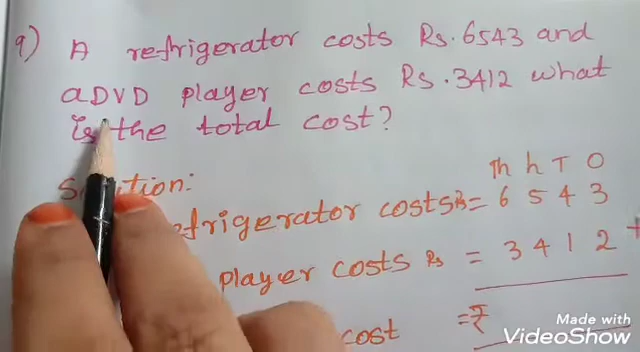 9) A refrigerator costs Rs.6543 and
a DVD player costs Rs.3412 what
is the total cost?
Th h T O
costs Rs = 6 5 4 3
player costs Rs = 3 4 1 2 +
cost = ₹
Made with
VideoShow